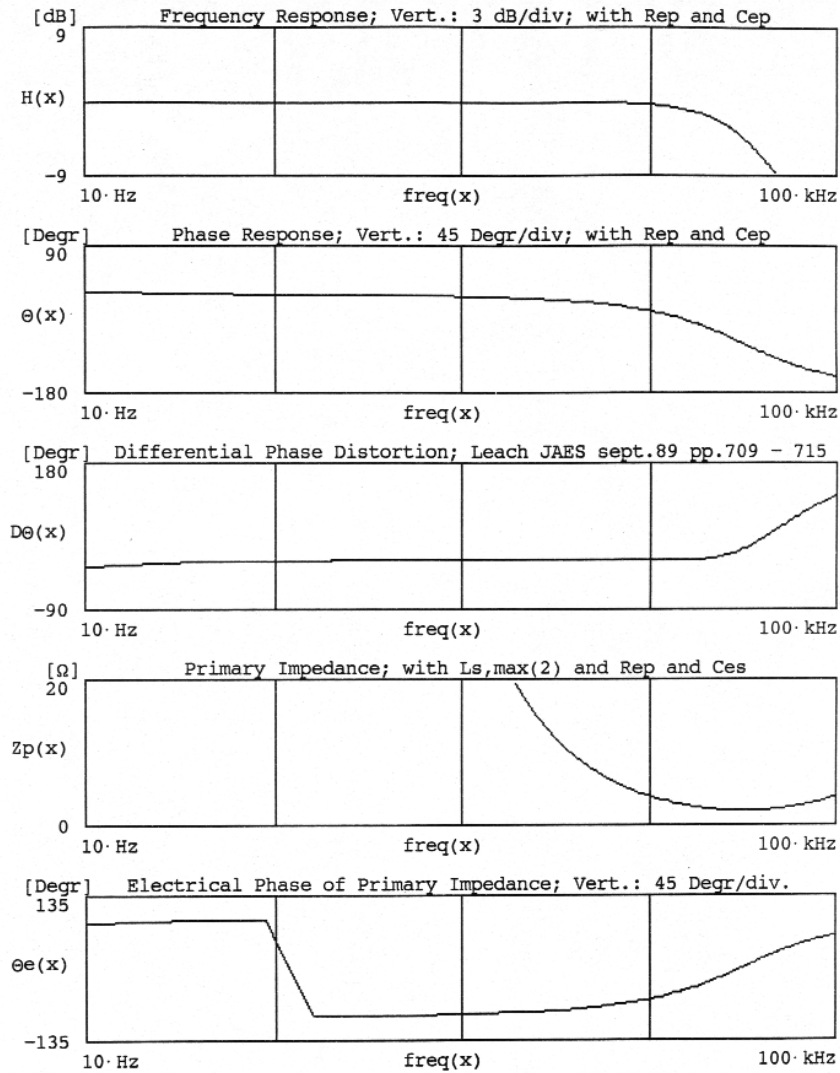 [dB] Frequency Response; Vert.: 3 dB/div; with Rep and Cep
9
H(x)
-9
10· Hz freq(x) 100· kHz
[Degr] Phase Response; Vert.: 45 Degr/div; with Rep and Cep
90
Θ(x)
-180
10· Hz freq(x) 100· kHz
[Degr] Differential Phase Distortion; Leach JAES sept.89 pp.709 - 715
180
DΘ(x)
-90
10· Hz freq(x) 100· kHz
[Ω] Primary Impedance; with Ls,max(2) and Rep and Ces
20
Zp(x)
0
10· Hz freq(x) 100· kHz
[Degr] Electrical Phase of Primary Impedance; Vert.: 45 Degr/div.
135
Θe(x)
-135
10· Hz freq(x) 100· kHz